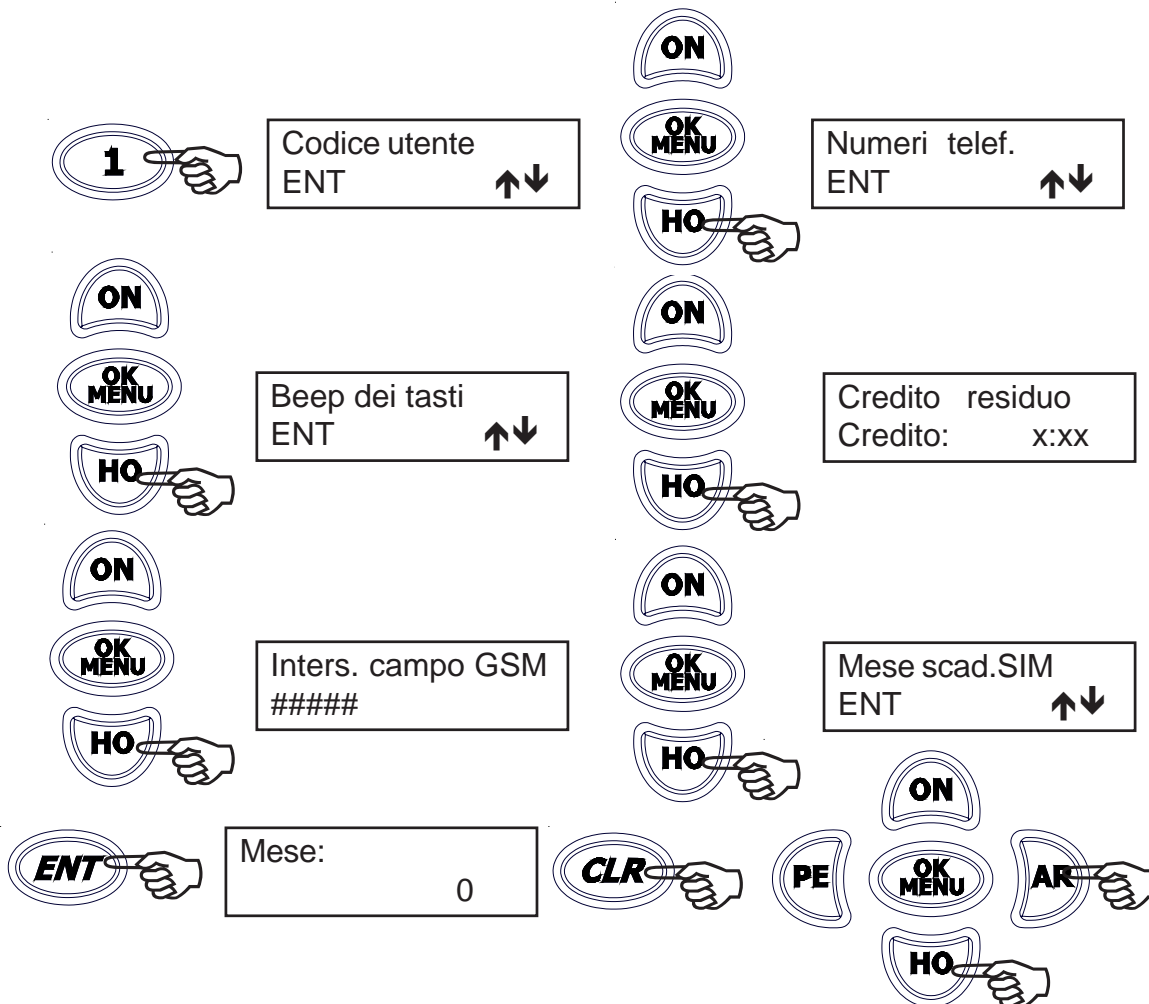 1
Codice utente
ENT ↑↓
ON
OK
MENU
HO
Numeri telef.
ENT ↑↓
ON
OK
MENU
HO
Beep dei tasti
ENT ↑↓
ON
OK
MENU
HO
Credito residuo
Credito: x:xx
ON
OK
MENU
HO
Inters. campo GSM
#####
ON
OK
MENU
HO
Mese scad.SIM
ENT ↑↓
ENT
Mese:
0
CLR
ON
PE
OK
MENU
AR
HO